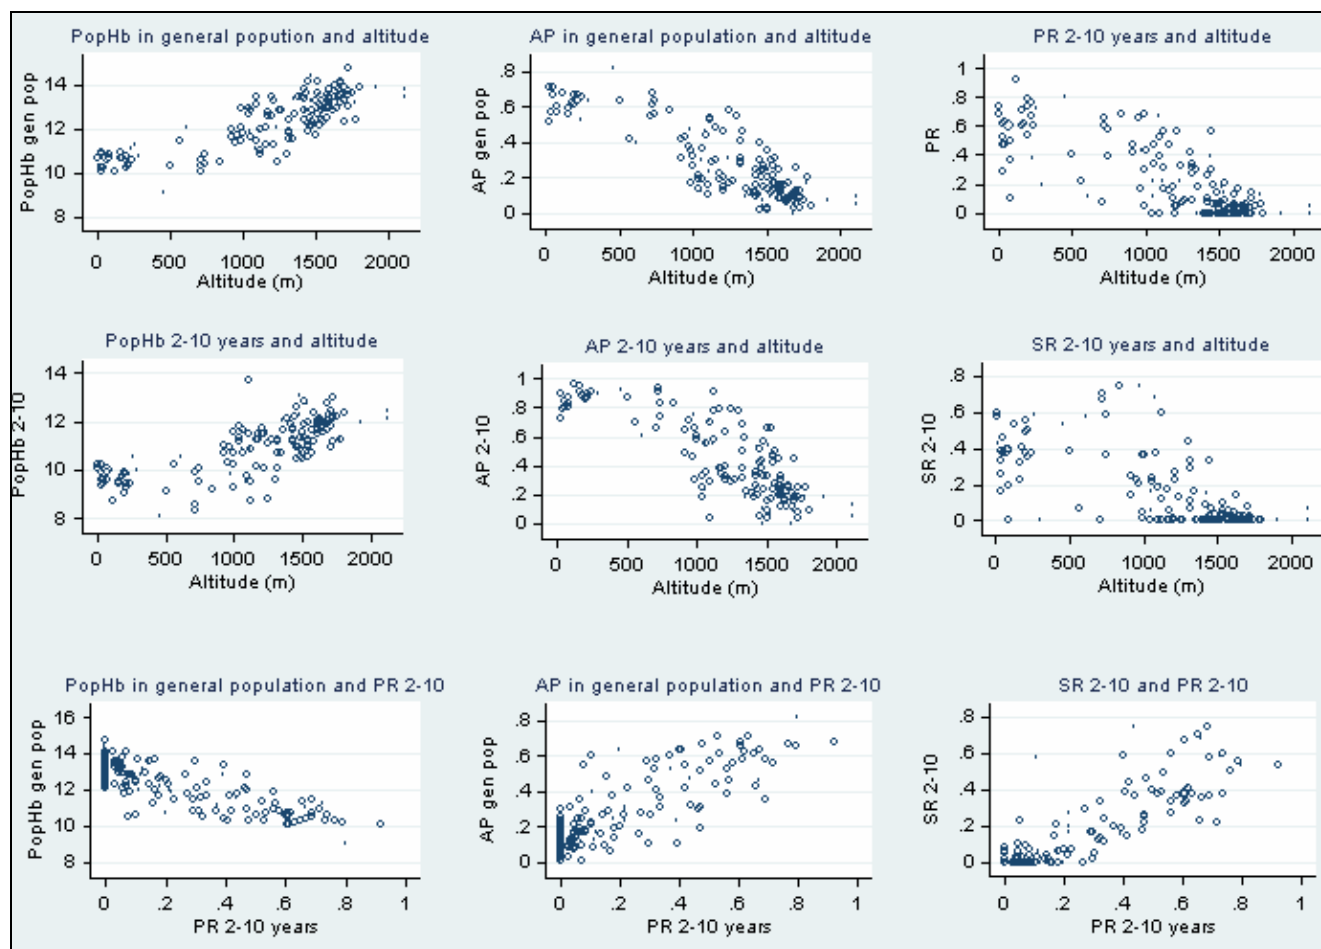 PopHb in general popution and altitude
PopHb gen pop
14
12
10
8
0 500 1000 1500 2000
Altitude (m)
AP in general population and altitude
AP gen pop
.8
.6
.4
.2
0
0 500 1000 1500 2000
Altitude (m)
PR 2-10 years and altitude
PR
1
.8
.6
.4
.2
0
0 500 1000 1500 2000
Altitude (m)
PopHb 2-10 years and altitude
PopHb 2-10
14
12
10
8
0 500 1000 1500 2000
Altitude (m)
AP 2-10 years and altitude
AP 2-10
1
.8
.6
.4
.2
0
0 500 1000 1500 2000
Altitude (m)
SR 2-10 years and altitude
SR 2-10
.8
.6
.4
.2
0
0 500 1000 1500 2000
Altitude (m)
PopHb in general population and PR 2-10
PopHb gen pop
16
14
12
10
8
0 .2 .4 .6 .8 1
PR 2-10 years
AP in general population and PR 2-10
AP gen pop
.8
.6
.4
.2
0
0 .2 .4 .6 .8 1
PR 2-10 years
SR 2-10 and PR 2-10
SR 2-10
.8
.6
.4
.2
0
0 .2 .4 .6 .8 1
PR 2-10 years